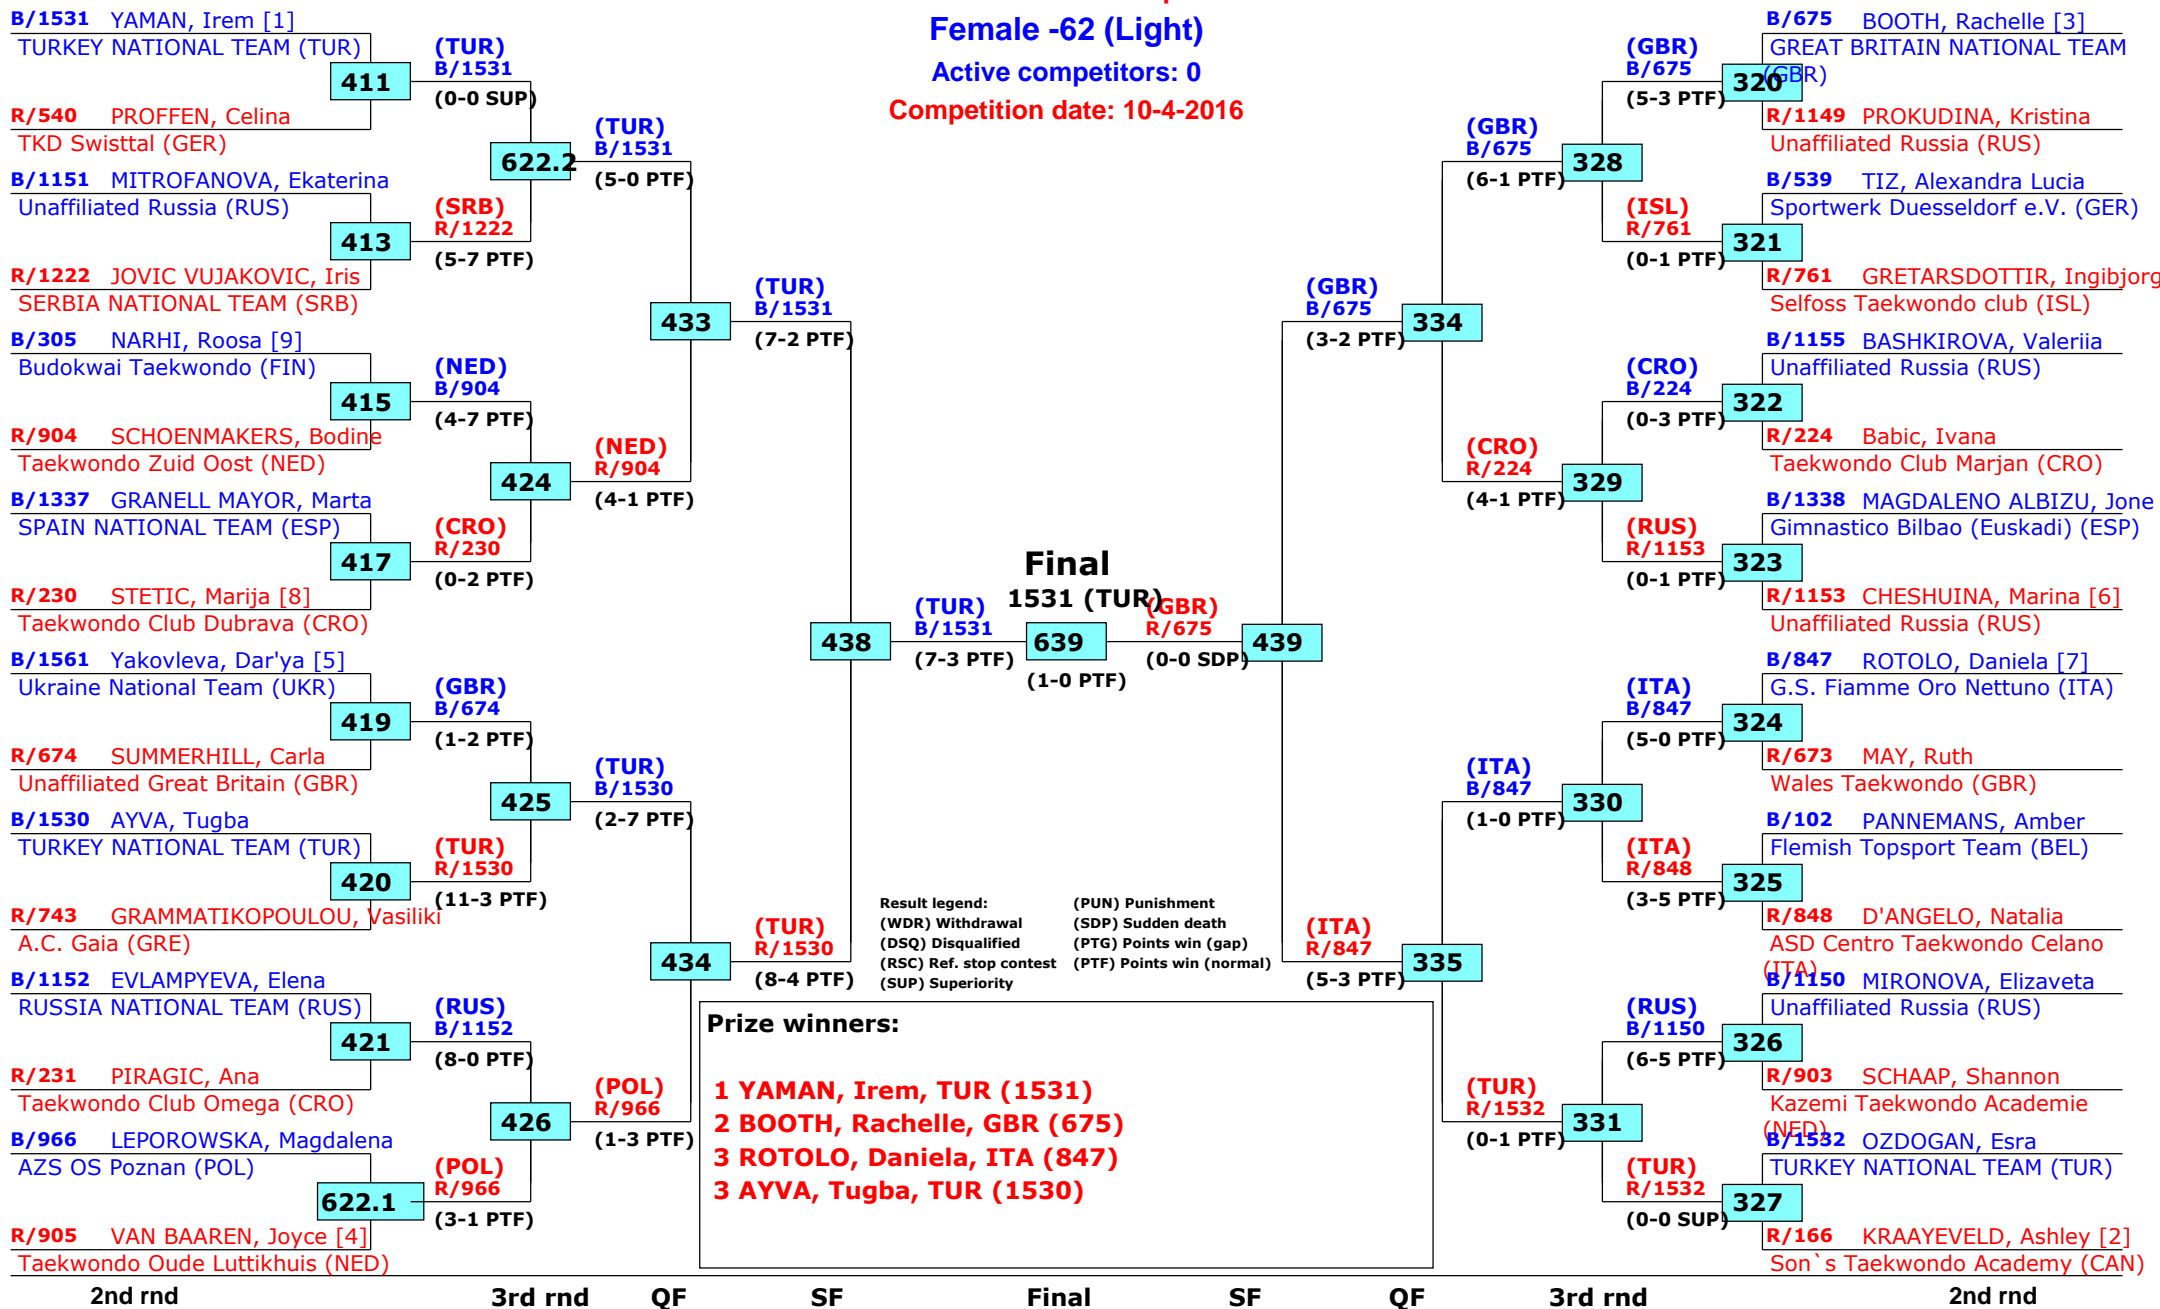 Female -62 (Light)
Active competitors: 0
Competition date: 10-4-2016
B/1531 YAMAN, Irem [1]
TURKEY NATIONAL TEAM (TUR)
411
R/540 PROFFEN, Celina
TKD Swisttal (GER)
B/1151 MITROFANOVA, Ekaterina
Unaffiliated Russia (RUS)
413
R/1222 JOVIC VUJAKOVIC, Iris
SERBIA NATIONAL TEAM (SRB)
B/305 NARHI, Roosa [9]
Budokwai Taekwondo (FIN)
415
R/904 SCHOENMAKERS, Bodine
Taekwondo Zuid Oost (NED)
B/1337 GRANELL MAYOR, Marta
SPAIN NATIONAL TEAM (ESP)
417
R/230 STETIC, Marija [8]
Taekwondo Club Dubrava (CRO)
B/1561 Yakovleva, Dar'ya [5]
Ukraine National Team (UKR)
419
R/674 SUMMERHILL, Carla
Unaffiliated Great Britain (GBR)
B/1530 AYVA, Tugba
TURKEY NATIONAL TEAM (TUR)
420
R/743 GRAMMATIKOPOULOU, Vasiliki
A.C. Gaia (GRE)
B/1152 EVLAMPYEVA, Elena
RUSSIA NATIONAL TEAM (RUS)
421
R/231 PIRAGIC, Ana
Taekwondo Club Omega (CRO)
B/966 LEPOROWSKA, Magdalena
AZS OS Poznan (POL)
622.1
R/905 VAN BAAREN, Joyce [4]
Taekwondo Oude Luttikhuis (NED)
(TUR)
B/1531
(0-0 SUP)
622.2
(SRB)
R/1222
(5-7 PTF)
(NED)
B/904
(4-7 PTF)
424
(CRO)
R/230
(0-2 PTF)
(GBR)
B/674
(1-2 PTF)
425
(TUR)
R/1530
(11-3 PTF)
(RUS)
B/1152
(8-0 PTF)
426
(POL)
R/966
(3-1 PTF)
(TUR)
B/1531
(5-0 PTF)
433
(NED)
R/904
(4-1 PTF)
(TUR)
B/1530
(2-7 PTF)
434
(POL)
R/966
(1-3 PTF)
(TUR)
B/1531
(7-2 PTF)
438
(TUR)
R/1530
(8-4 PTF)
(TUR)
B/1531
(7-3 PTF)
Final
1531 (TUR)
639
(1-0 PTF)
(GBR)
R/675
(0-0 SDP)
439
(GBR)
B/675
(3-2 PTF)
334
(ITA)
R/847
(5-3 PTF)
335
(GBR)
B/675
(6-1 PTF)
328
(CRO)
R/224
(4-1 PTF)
329
(ITA)
B/847
(1-0 PTF)
330
(TUR)
R/1532
(0-1 PTF)
331
(GBR)
B/675
(5-3 PTF)
(ISL)
R/761
(0-1 PTF)
(CRO)
B/224
(0-3 PTF)
(RUS)
R/1153
(0-1 PTF)
(ITA)
B/847
(5-0 PTF)
(ITA)
R/848
(3-5 PTF)
(RUS)
B/1150
(6-5 PTF)
(TUR)
R/1532
(0-0 SUP)
B/675 BOOTH, Rachelle [3]
GREAT BRITAIN NATIONAL TEAM
(GBR)
320
R/1149 PROKUDINA, Kristina
Unaffiliated Russia (RUS)
B/539 TIZ, Alexandra Lucia
Sportwerk Duesseldorf e.V. (GER)
321
R/761 GRETARSDOTTIR, Ingibjorg
Selfoss Taekwondo club (ISL)
B/1155 BASHKIROVA, Valeriia
Unaffiliated Russia (RUS)
322
R/224 Babic, Ivana
Taekwondo Club Marjan (CRO)
B/1338 MAGDALENO ALBIZU, Jone
Gimnastico Bilbao (Euskadi) (ESP)
323
R/1153 CHESHUINA, Marina [6]
Unaffiliated Russia (RUS)
B/847 ROTOLO, Daniela [7]
G.S. Fiamme Oro Nettuno (ITA)
324
R/673 MAY, Ruth
Wales Taekwondo (GBR)
B/102 PANNEMANS, Amber
Flemish Topsport Team (BEL)
325
R/848 D'ANGELO, Natalia
ASD Centro Taekwondo Celano
(ITA)
B/1150 MIRONOVA, Elizaveta
Unaffiliated Russia (RUS)
326
R/903 SCHAAP, Shannon
Kazemi Taekwondo Academie
(NED)
B/1532 OZDOGAN, Esra
TURKEY NATIONAL TEAM (TUR)
327
R/166 KRAAYEVELD, Ashley [2]
Son`s Taekwondo Academy (CAN)
Result legend: (PUN) Punishment
(WDR) Withdrawal (SDP) Sudden death
(DSQ) Disqualified (PTG) Points win (gap)
(RSC) Ref. stop contest (PTF) Points win (normal)
(SUP) Superiority
Prize winners:
1 YAMAN, Irem, TUR (1531)
2 BOOTH, Rachelle, GBR (675)
3 ROTOLO, Daniela, ITA (847)
3 AYVA, Tugba, TUR (1530)
2nd rnd 3rd rnd QF SF Final SF QF 3rd rnd 2nd rnd